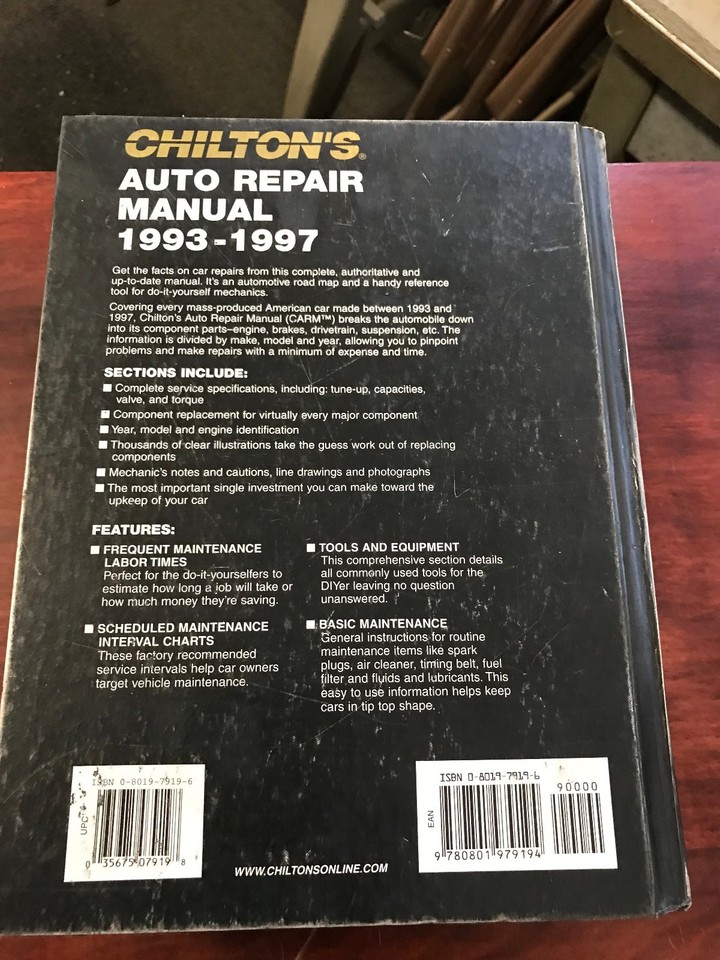 CHILTON'S®
AUTO REPAIR
MANUAL
1993-1997
Get the facts on car repairs from this complete, authoritative and
up-to-date manual. It's an automotive road map and a handy reference
tool for do-it-yourself mechanics.
Covering every mass-produced American car made between 1993 and
1997, Chilton's Auto Repair Manual (CARM™) breaks the automobile down
into its component parts–engine, brakes, drivetrain, suspension, etc. The
information is divided by make, model and year, allowing you to pinpoint
problems and make repairs with a minimum of expense and time.
SECTIONS INCLUDE:
■ Complete service specifications, including: tune-up, capacities,
valve, and torque
■ Component replacement for virtually every major component
■ Year, model and engine identification
■ Thousands of clear illustrations take the guess work out of replacing
components
■ Mechanic's notes and cautions, line drawings and photographs
■ The most important single investment you can make toward the
upkeep of your car
FEATURES:
■ FREQUENT MAINTENANCE
LABOR TIMES
Perfect for the do-it-yourselfers to
estimate how long a job will take or
how much money they're saving.
■ SCHEDULED MAINTENANCE
INTERVAL CHARTS
These factory recommended
service intervals help car owners
target vehicle maintenance.
■ TOOLS AND EQUIPMENT
This comprehensive section details
all commonly used tools for the
DIYer leaving no question
unanswered.
■ BASIC MAINTENANCE
General instructions for routine
maintenance items like spark
plugs, air cleaner, timing belt, fuel
filter and fluids and lubricants. This
easy to use information helps keep
cars in tip top shape.
ISBN 0-8019-7919-6
UPC
0 35675 07919 8
WWW.CHILTONSONLINE.COM
ISBN 0-8019-7919-6
90000
EAN
9 780801 979194